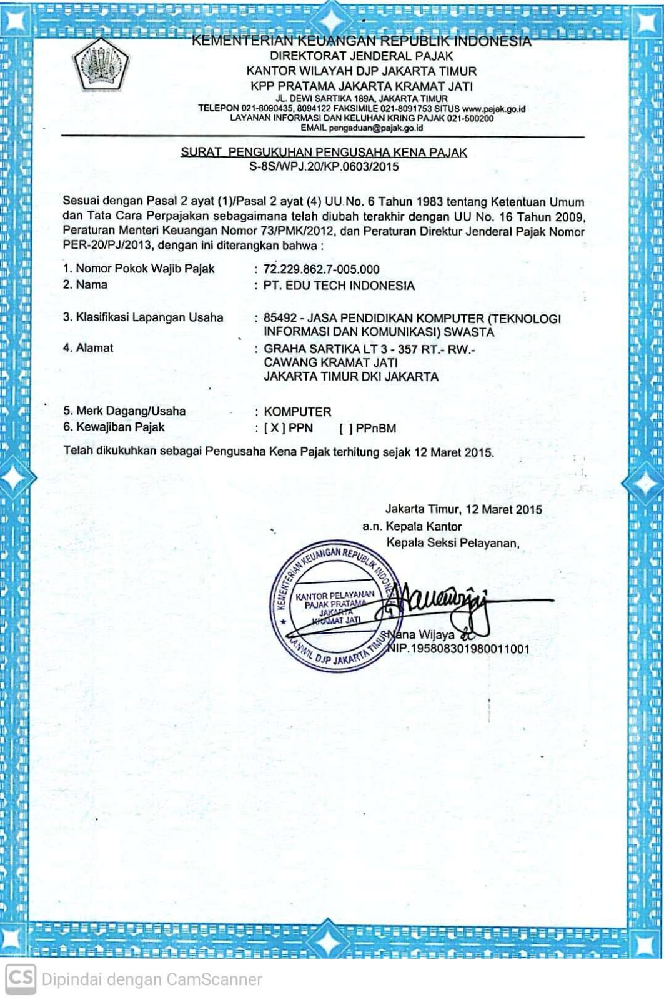 KEMENTERIAN KEUANGAN REPUBLIK INDONESIA
DIREKTORAT JENDERAL PAJAK
KANTOR WILAYAH DJP JAKARTA TIMUR
KPP PRATAMA JAKARTA KRAMAT JATI
JL. DEWI SARTIKA 189A, JAKARTA TIMUR
TELEPON 021-8090435, 8094122 FAKSIMILE 021-8091753 SITUS www.pajak.go.id
LAYANAN INFORMASI DAN KELUHAN KRING PAJAK 021-500200
EMAIL pengaduan@pajak.go.id
SURAT PENGUKUHAN PENGUSAHA KENA PAJAK
S-8S/WPJ.20/KP.0603/2015
Sesuai dengan Pasal 2 ayat (1)/Pasal 2 ayat (4) UU No. 6 Tahun 1983 tentang Ketentuan Umum
dan Tata Cara Perpajakan sebagaimana telah diubah terakhir dengan UU No. 16 Tahun 2009,
Peraturan Menteri Keuangan Nomor 73/PMK/2012, dan Peraturan Direktur Jenderal Pajak Nomor
PER-20/PJ/2013, dengan ini diterangkan bahwa :
1. Nomor Pokok Wajib Pajak : 72.229.862.7-005.000
2. Nama : PT. EDU TECH INDONESIA
3. Klasifikasi Lapangan Usaha : 85492 - JASA PENDIDIKAN KOMPUTER (TEKNOLOGI
INFORMASI DAN KOMUNIKASI) SWASTA
4. Alamat : GRAHA SARTIKA LT 3 - 357 RT.- RW.-
CAWANG KRAMAT JATI
JAKARTA TIMUR DKI JAKARTA
5. Merk Dagang/Usaha : KOMPUTER
6. Kewajiban Pajak : [ X ] PPN [ ] PPnBM
Telah dikukuhkan sebagai Pengusaha Kena Pajak terhitung sejak 12 Maret 2015.
Jakarta Timur, 12 Maret 2015
a.n. Kepala Kantor
Kepala Seksi Pelayanan,
KEMENTERIAN KEUANGAN REPUBLIK INDONESIA
KANTOR PELAYANAN
PAJAK PRATAMA
JAKARTA
KRAMAT JATI
KANWIL DJP JAKARTA TIMUR
Nana Wijaya
NIP.195808301980011001
CS Dipindai dengan CamScanner